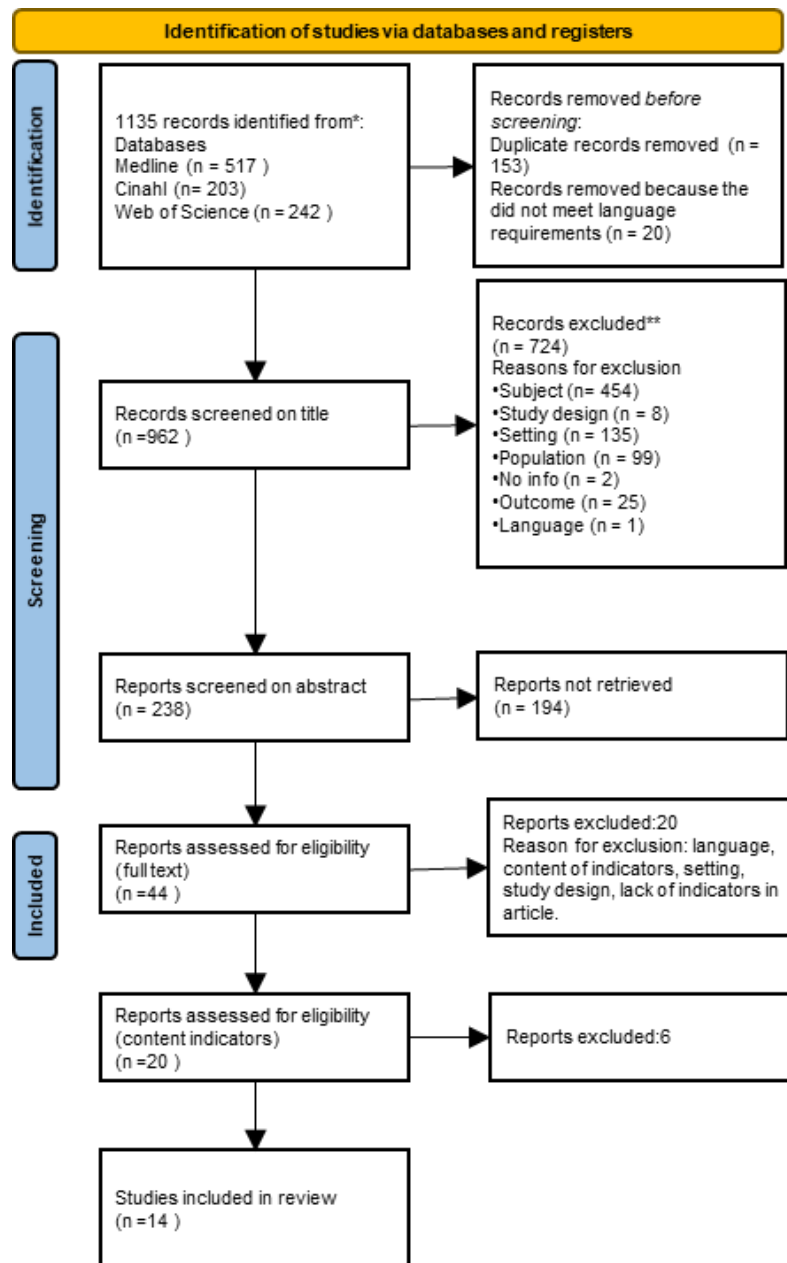 Identification of studies via databases and registers
Identification
1135 records identified from*:
Databases
Medline (n = 517 )
Cinahl (n= 203)
Web of Science (n = 242 )
Records removed before
screening:
Duplicate records removed (n =
153)
Records removed because the
did not meet language
requirements (n = 20)
Screening
Records screened on title
(n =962 )
Records excluded**
(n = 724)
Reasons for exclusion
•Subject (n= 454)
•Study design (n = 8)
•Setting (n = 135)
•Population (n = 99)
•No info (n = 2)
•Outcome (n = 25)
•Language (n = 1)
Reports screened on abstract
(n = 238)
Reports not retrieved
(n = 194)
Included
Reports assessed for eligibility
(full text)
(n =44 )
Reports excluded:20
Reason for exclusion: language,
content of indicators, setting,
study design, lack of indicators in
article.
Reports assessed for eligibility
(content indicators)
(n =20 )
Reports excluded:6
Studies included in review
(n =14 )